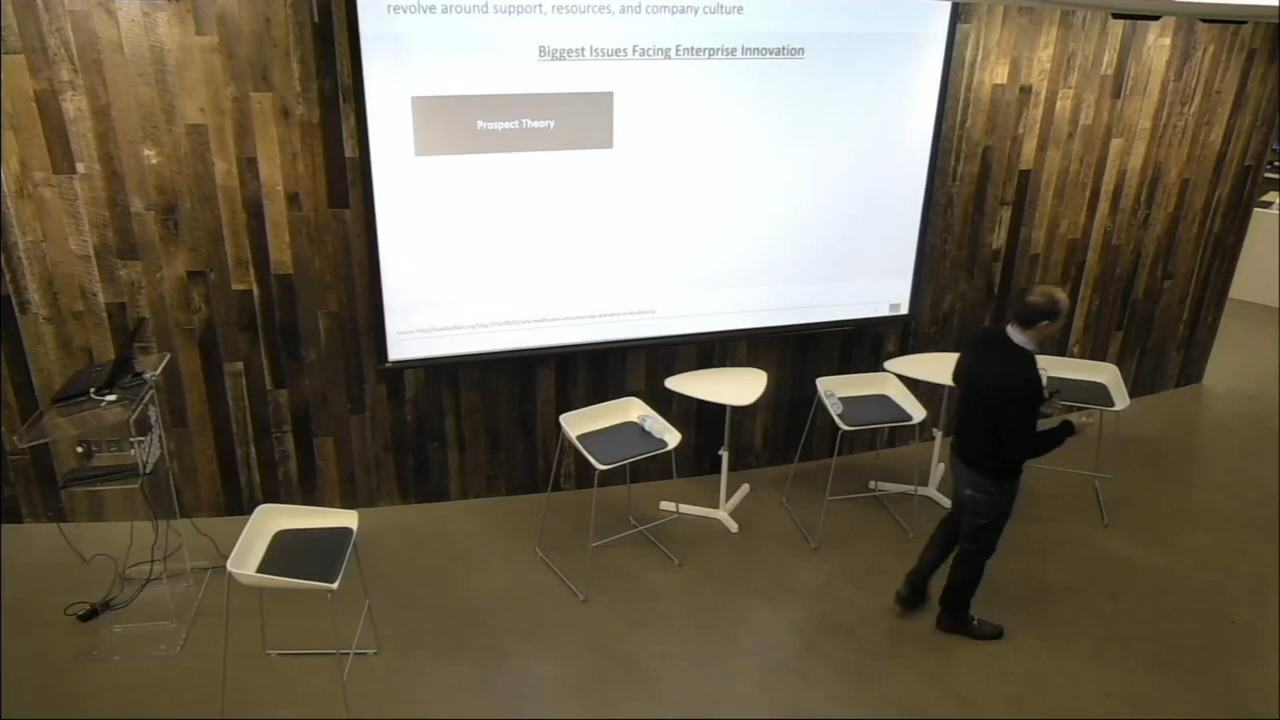 revolve around support, resources, and company culture
Biggest Issues Facing Enterprise Innovation
Prospect Theory